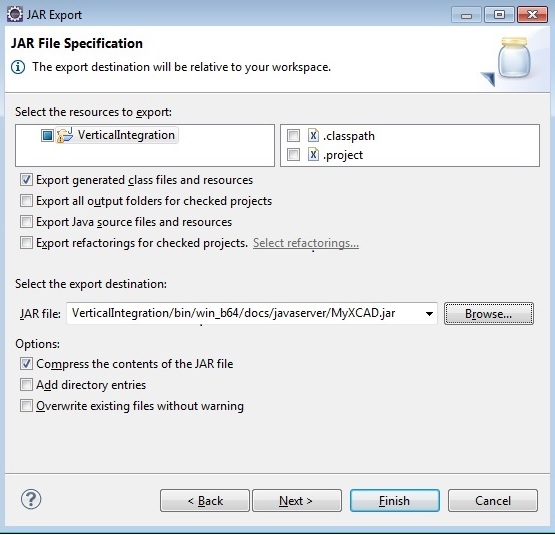 JAR Export
JAR File Specification
The export destination will be relative to your workspace.
Select the resources to export:
VerticalIntegration
.classpath
.project
Export generated class files and resources
Export all output folders for checked projects
Export Java source files and resources
Export refactorings for checked projects. Select refactorings...
Select the export destination:
JAR file: VerticalIntegration/bin/win_b64/docs/javaserver/MyXCAD.jar Browse...
Options:
Compress the contents of the JAR file
Add directory entries
Overwrite existing files without warning
? < Back Next > Finish Cancel